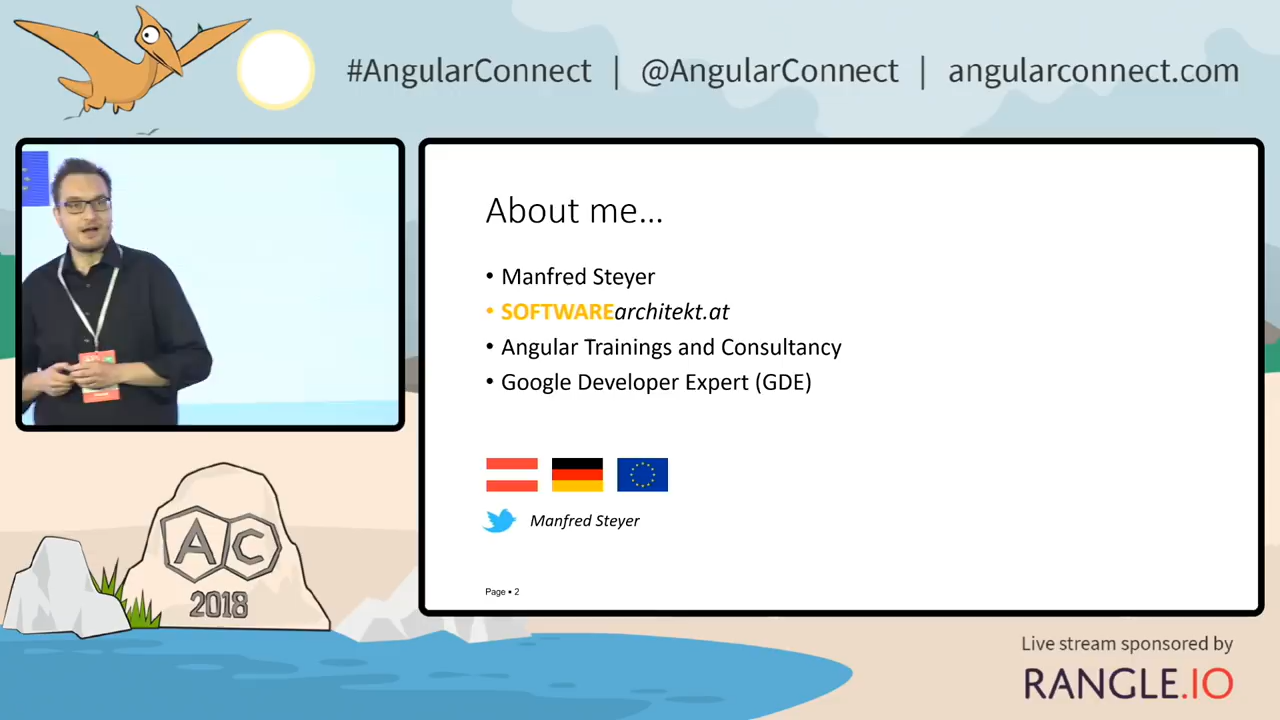 #AngularConnect | @AngularConnect | angularconnect.com
About me...
• Manfred Steyer
• SOFTWAREarchitekt.at
• Angular Trainings and Consultancy
• Google Developer Expert (GDE)
Manfred Steyer
Page • 2
AC
2018
Live stream sponsored by
RANGLE.IO